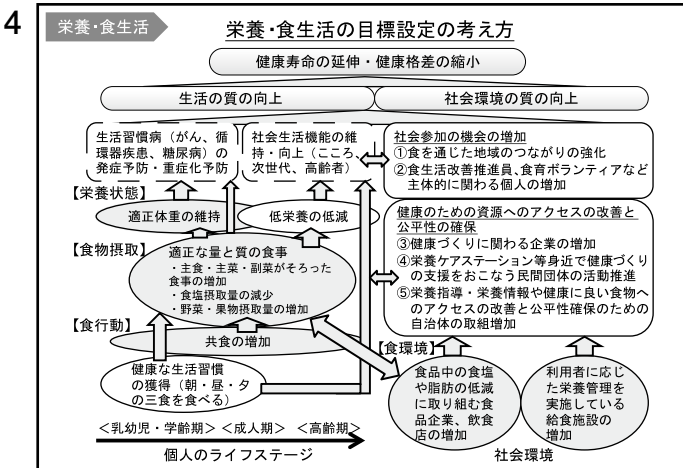 4
栄養・食生活
栄養・食生活の目標設定の考え方
健康寿命の延伸・健康格差の縮小
生活の質の向上
社会環境の質の向上
生活習慣病（がん、循
環器疾患、糖尿病）の
発症予防・重症化予防
社会生活機能の維
持・向上（こころ、
次世代、高齢者）
社会参加の機会の増加
①食を通じた地域のつながりの強化
②食生活改善推進員、食育ボランティアなど
主体的に関わる個人の増加
【栄養状態】
適正体重の維持
低栄養の低減
健康のための資源へのアクセスの改善と
公平性の確保
③健康づくりに関わる企業の増加
④栄養ケアステーション等身近で健康づくり
の支援をおこなう民間団体の活動推進
⑤栄養指導・栄養情報や健康に良い食物へ
のアクセスの改善と公平性確保のための
自治体の取組増加
【食物摂取】
適正な量と質の食事
・主食・主菜・副菜がそろった
食事の増加
・食塩摂取量の減少
・野菜・果物摂取量の増加
【食行動】
共食の増加
健康な生活習慣
の獲得（朝・昼・夕
の三食を食べる）
【食環境】
食品中の食塩
や脂肪の低減
に取り組む食
品企業、飲食
店の増加
利用者に応じ
た栄養管理を
実施している
給食施設の
増加
＜乳幼児・学齢期＞ ＜成人期＞ ＜高齢期＞
個人のライフステージ
社会環境